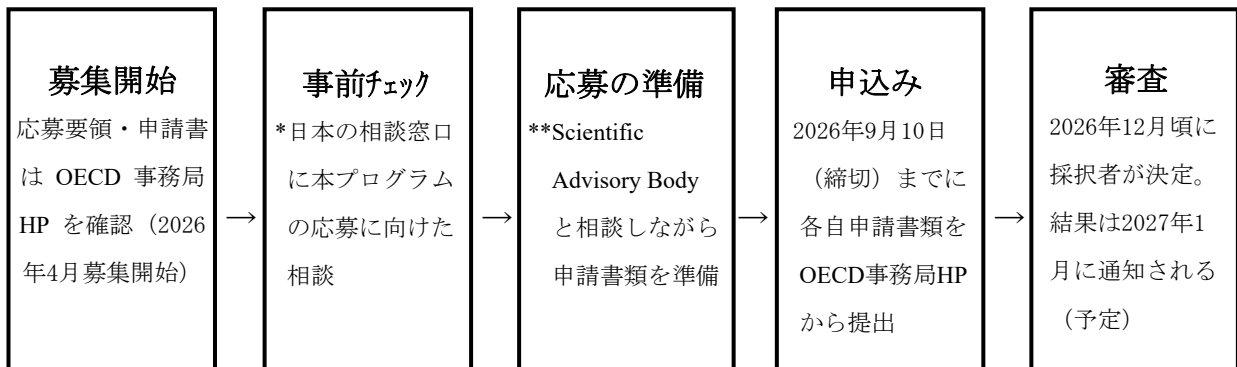 募集開始
応募要領・申請書
は OECD 事務局
HP を確認（2026
年4月募集開始）
→
事前チェック
*日本の相談窓口
に本プログラム
の応募に向けた
相談
→
応募の準備
**Scientific
Advisory Body
と相談しながら
申請書類を準備
→
申込み
2026年9月10日
（締切）までに
各自申請書類を
OECD事務局HP
から提出
→
審査
2026年12月頃に
採択者が決定。
結果は2027年1
月に通知される
（予定）